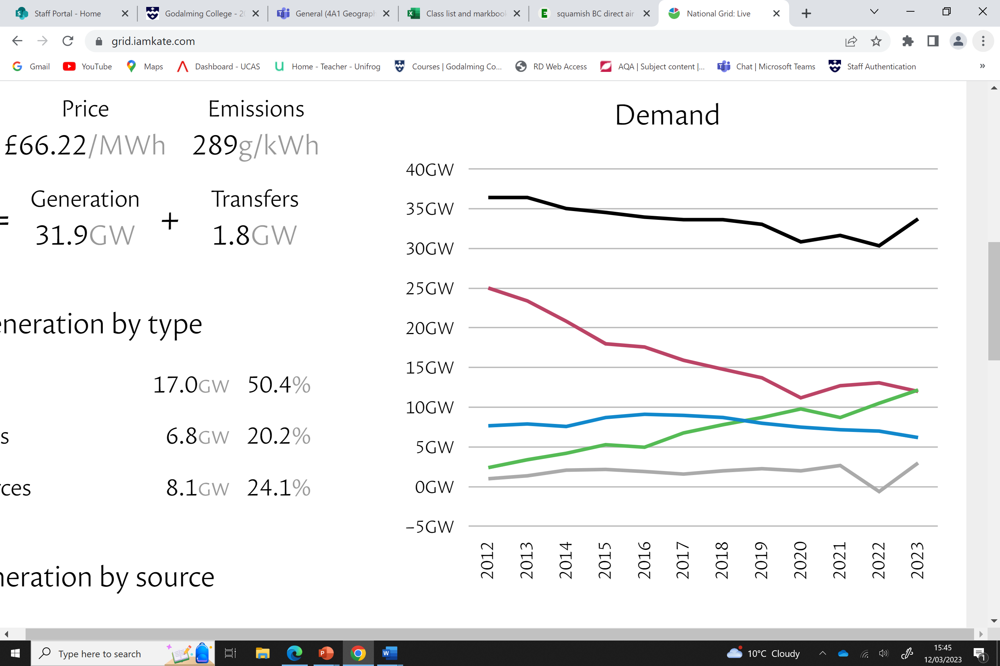 Staff Portal - Home
Godalming College - 20
General (4A1 Geograph
Class list and markbook
squamish BC direct air
National Grid: Live
grid.iamkate.com
Gmail
YouTube
Maps
Dashboard - UCAS
Home - Teacher - Unifrog
Courses | Godalming Co...
RD Web Access
AQA | Subject content |...
Chat | Microsoft Teams
Staff Authentication
»
Price
Emissions
£66.22/MWh
289g/kWh
= Generation + Transfers
31.9GW
1.8GW
eneration by type
17.0GW 50.4%
s 6.8GW 20.2%
rces 8.1GW 24.1%
neration by source
Demand
40GW
35GW
30GW
25GW
20GW
15GW
10GW
5GW
0GW
–5GW
2012
2013
2014
2015
2016
2017
2018
2019
2020
2021
2022
2023
Type here to search
10°C Cloudy
15:45
12/03/2023
1